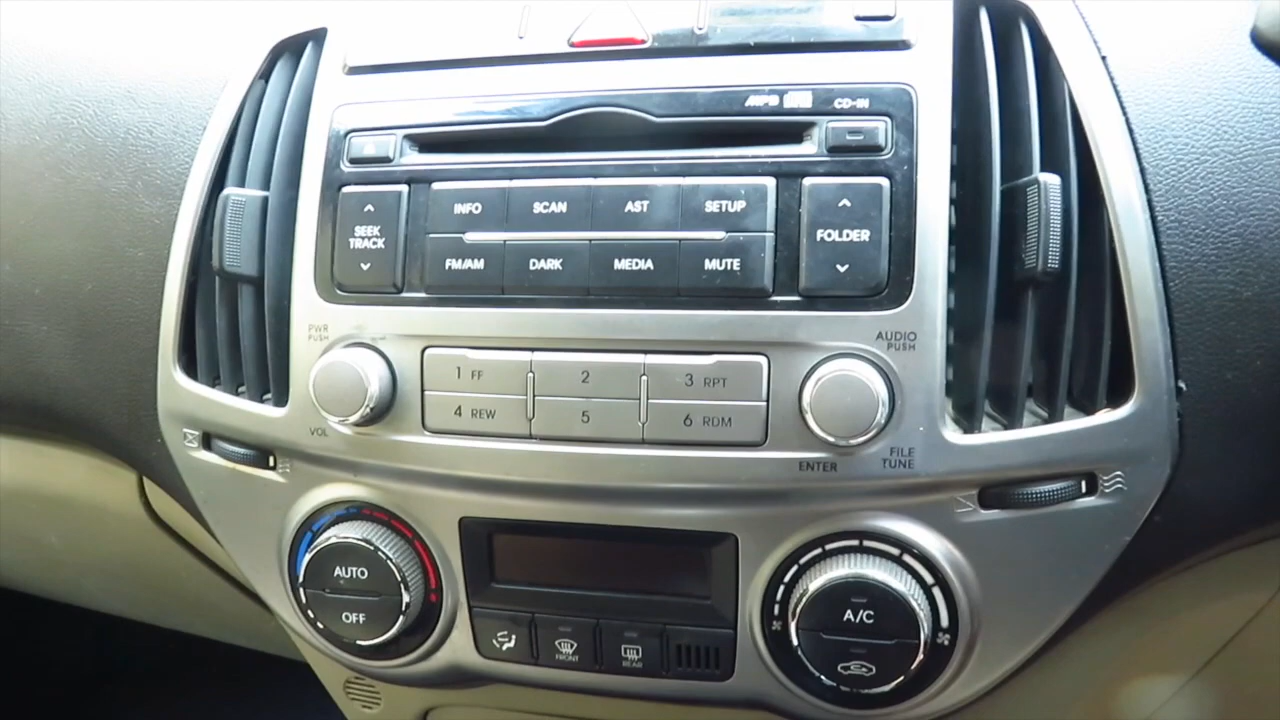 MP3 CD-IN
INFO SCAN AST SETUP
SEEK
TRACK
FOLDER
FM/AM DARK MEDIA MUTE
PWR
PUSH
AUDIO
PUSH
1 FF 2 3 RPT
4 REW 5 6 RDM
VOL
ENTER
FILE
TUNE
AUTO
OFF
FRONT
REAR
A/C